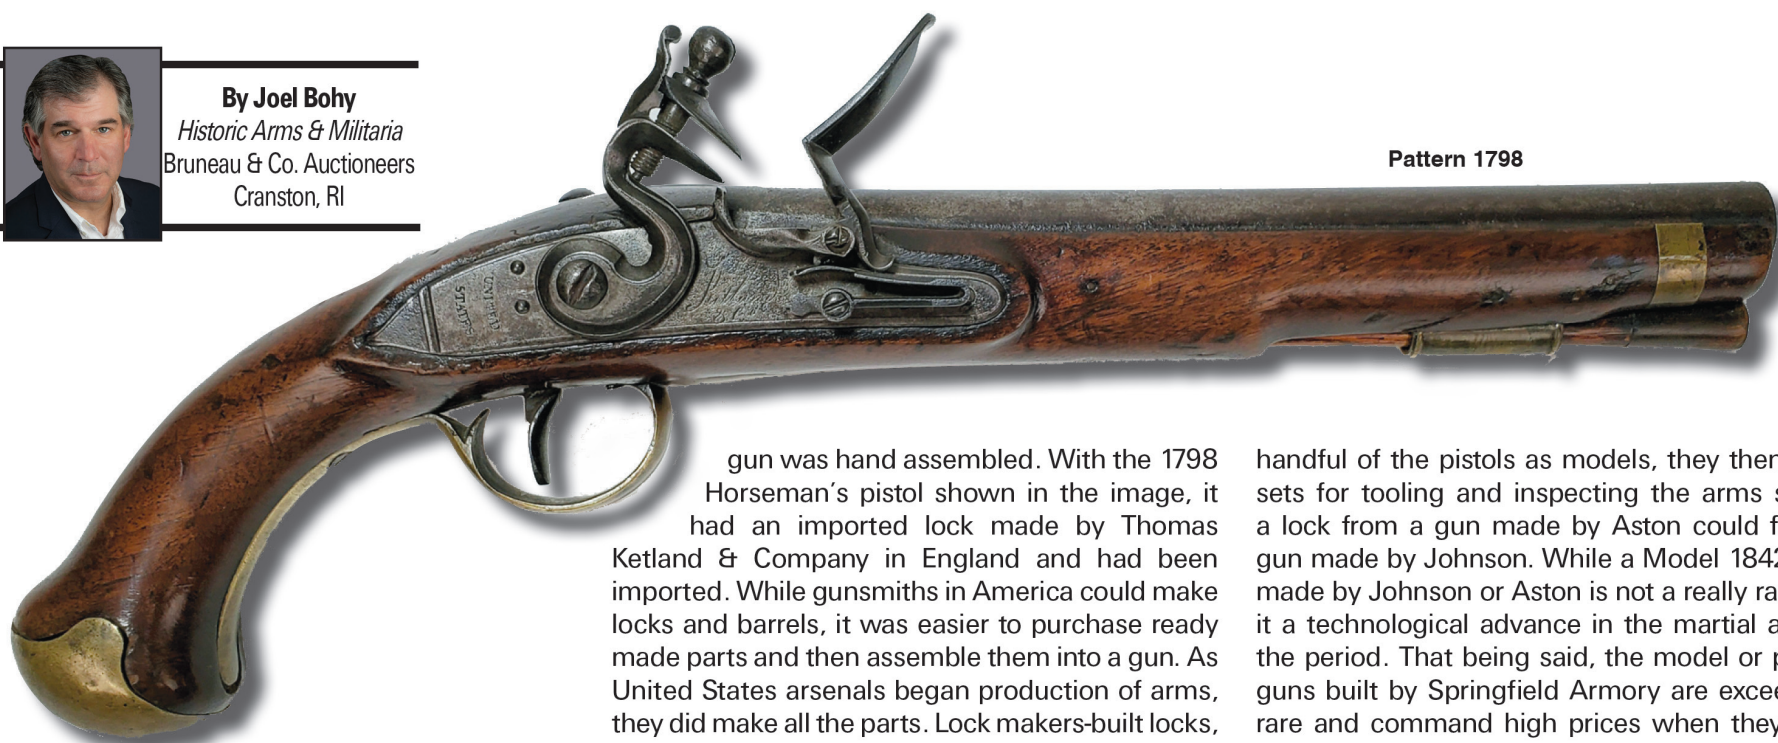 By Joel Bohy
Historic Arms & Militaria
Bruneau & Co. Auctioneers
Cranston, RI
Pattern 1798
UNITED
STATES
gun was hand assembled. With the 1798
Horseman's pistol shown in the image, it
had an imported lock made by Thomas
Ketland & Company in England and had been
imported. While gunsmiths in America could make
locks and barrels, it was easier to purchase ready
made parts and then assemble them into a gun. As
United States arsenals began production of arms,
they did make all the parts. Lock makers-built locks,
handful of the pistols as models, they then
sets for tooling and inspecting the arms
a lock from a gun made by Aston could
gun made by Johnson. While a Model 1842
made by Johnson or Aston is not a really
it a technological advance in the martial
the period. That being said, the model or
guns built by Springfield Armory are
rare and command high prices when they